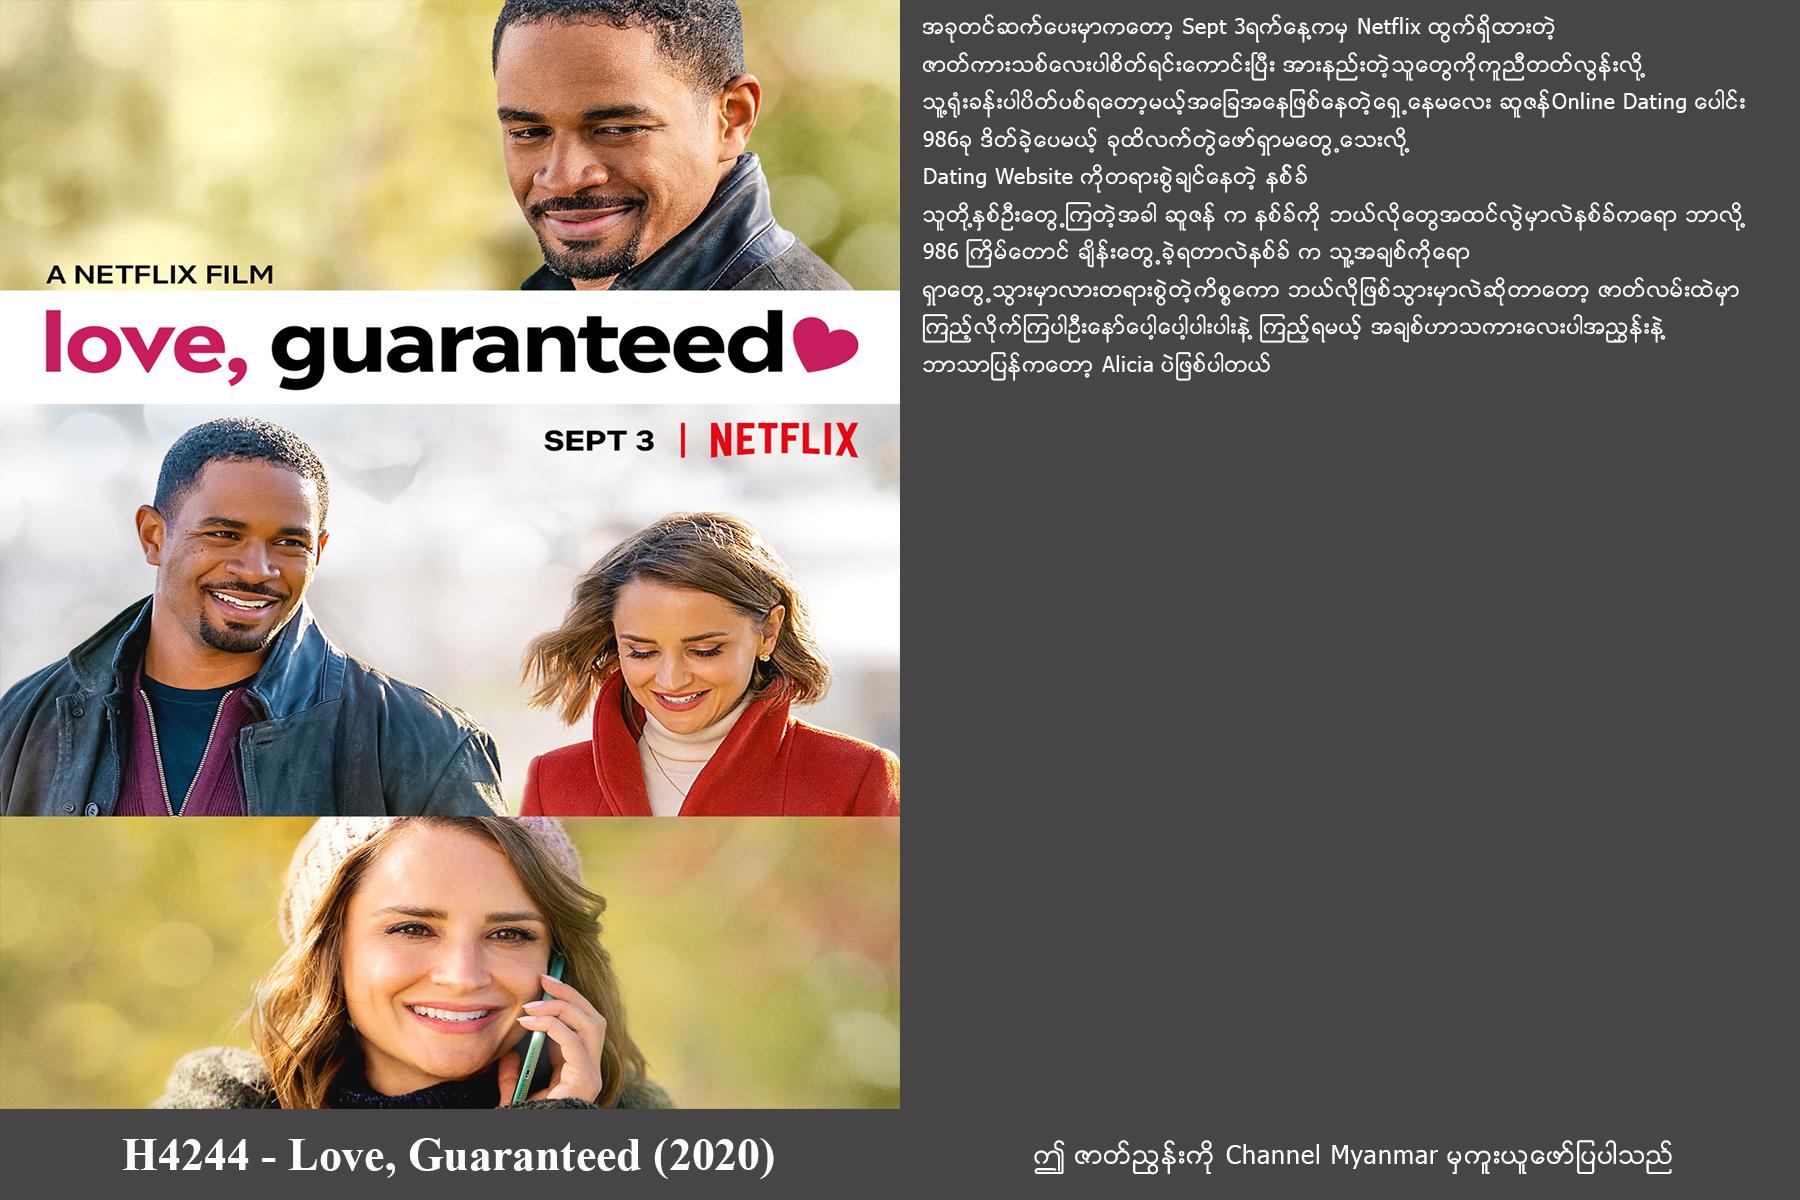 A NETFLIX FILM
love, guaranteed
SEPT 3 | NETFLIX
H4244 - Love, Guaranteed (2020)
အခုတင်ဆက်ပေးမှာကတော့ Sept 3ရက်နေ့ကမှ Netflix ထွက်ရှိထားတဲ့
ဇာတ်ကားသစ်လေးပါစိတ်ရင်းကောင်းပြီး အားနည်းတဲ့သူတွေကိုကူညီတတ်လွန်းလို့
သူ့ရုံးခန်းပါပိတ်ပစ်ရတော့မယ့်အခြေအနေဖြစ်နေတဲ့ရှေ့နေမလေး ဆူဇန်Online Dating ပေါင်း
986ခု ဒိတ်ခဲ့ပေမယ့် ခုထိလက်တွဲဖော်ရှာမတွေ့သေးလို့
Dating Website ကိုတရားစွဲချင်နေတဲ့ နစ်ခ်
သူတို့နှစ်ဦးတွေ့ကြတဲ့အခါ ဆူဇန် က နစ်ခ်ကို ဘယ်လိုတွေအထင်လွဲမှာလဲနစ်ခ်ကရော ဘာလို့
986 ကြိမ်တောင် ချိန်းတွေ့ခဲ့ရတာလဲနစ်ခ် က သူ့အချစ်ကိုရော
ရှာတွေ့သွားမှာလားတရားစွဲတဲ့ကိစ္စကော ဘယ်လိုဖြစ်သွားမှာလဲဆိုတာတော့ ဇာတ်လမ်းထဲမှာ
ကြည့်လိုက်ကြပါဦးနော်ပေါ့ပေါ့ပါးပါးနဲ့ ကြည့်ရမယ့် အချစ်ဟာသကားလေးပါအညွှန်းနဲ့
ဘာသာပြန်ကတော့ Alicia ပဲဖြစ်ပါတယ်
ဤ ဇာတ်ညွှန်းကို Channel Myanmar မှကူးယူဖော်ပြပါသည်